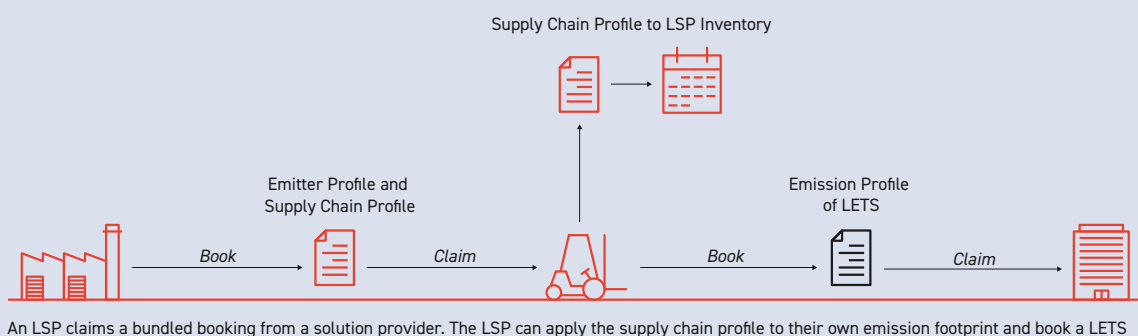 Supply Chain Profile to LSP Inventory
Emitter Profile and
Supply Chain Profile
Emission Profile
of LETS
Book
Claim
Book
Claim
An LSP claims a bundled booking from a solution provider. The LSP can apply the supply chain profile to their own emission footprint and book a LETS